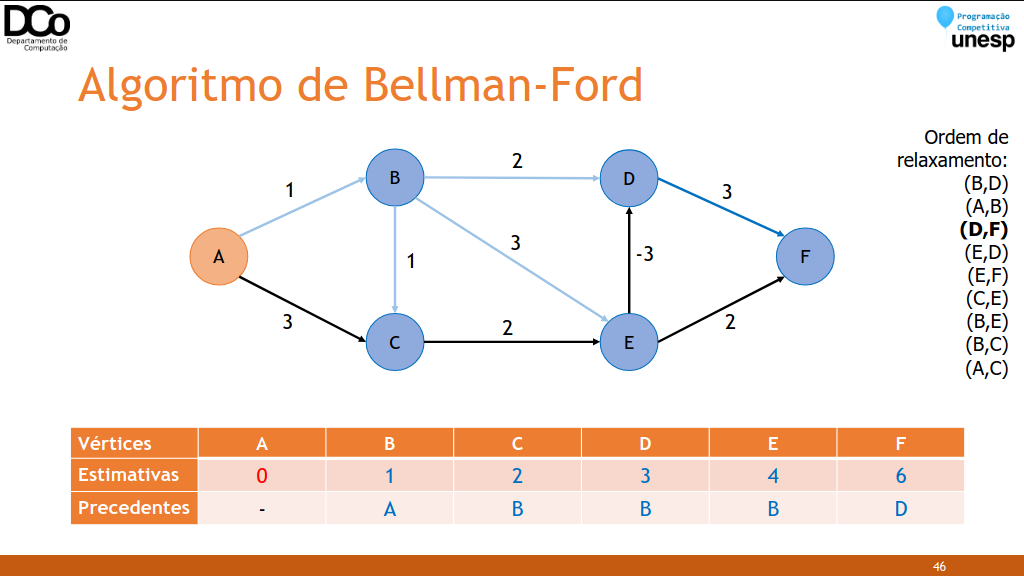 DCo
Departamento de
Computação
Programação
Competitiva
unesp
Algoritmo de Bellman-Ford
Ordem de
relaxamento:
(B,D)
(A,B)
(D,F)
(E,D)
(E,F)
(C,E)
(B,E)
(B,C)
(A,C)
B
2
D
1
3
A
1
3
-3
F
3
C
2
E
2
Vértices A B C D E F
Estimativas 0 1 2 3 4 6
Precedentes - A B B B D
46